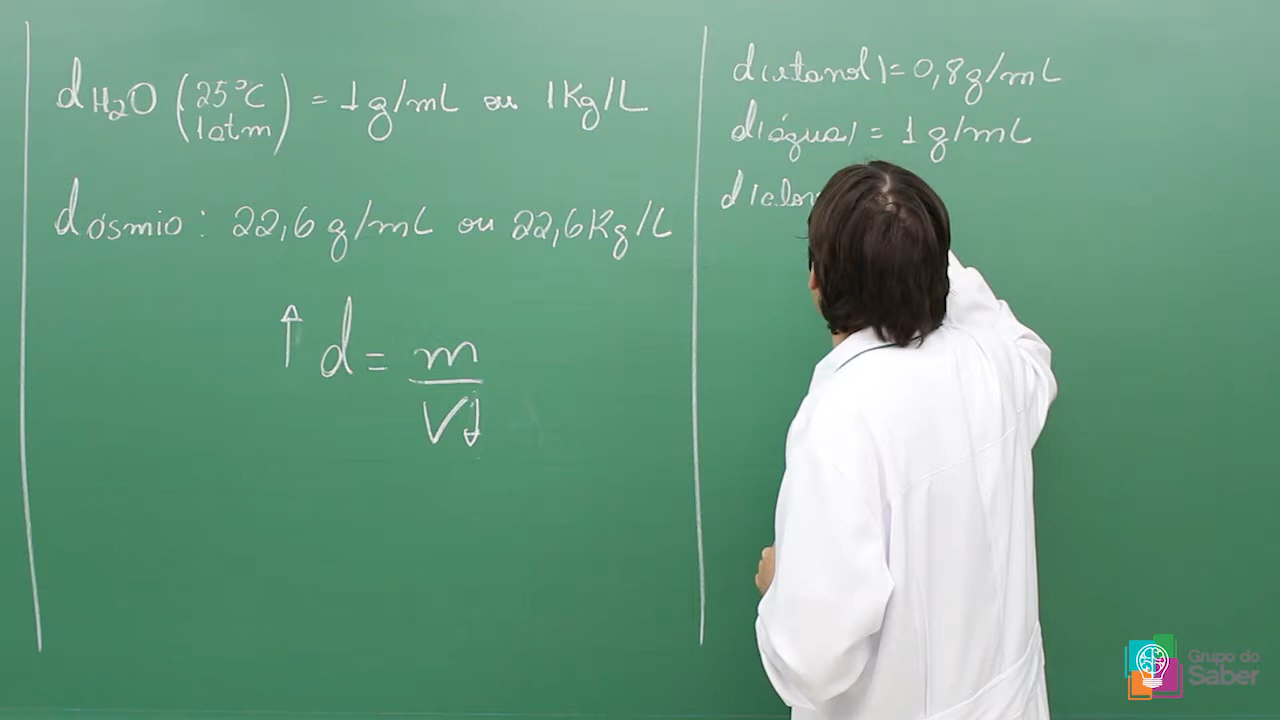 d H₂O (25°C 1atm) = 1 g/mL ou 1Kg/L
d ósmio : 22,6 g/mL ou 22,6Kg/L
↑ d = m
V↓
d(etanol) = 0,8g/mL
d(água) = 1 g/mL
Grupo do
Saber